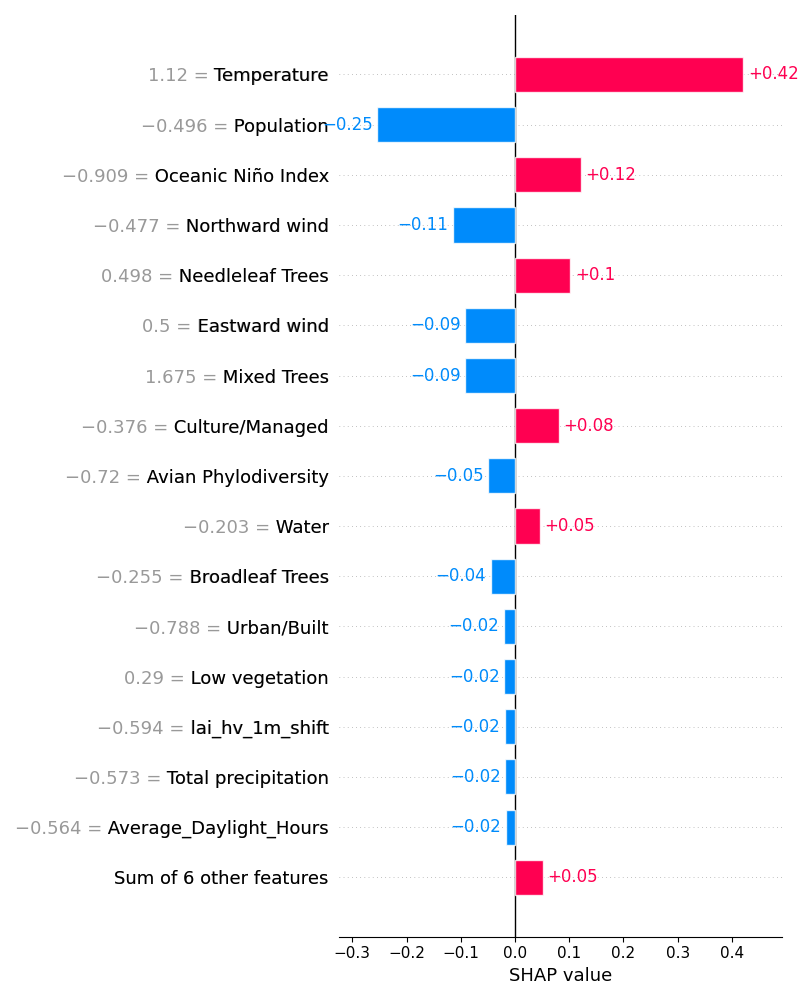 1.12 = Temperature +0.42
−0.496 = Population −0.25
−0.909 = Oceanic Niño Index +0.12
−0.477 = Northward wind −0.11
0.498 = Needleleaf Trees +0.1
0.5 = Eastward wind −0.09
1.675 = Mixed Trees −0.09
−0.376 = Culture/Managed +0.08
−0.72 = Avian Phylodiversity −0.05
−0.203 = Water +0.05
−0.255 = Broadleaf Trees −0.04
−0.788 = Urban/Built −0.02
0.29 = Low vegetation −0.02
−0.594 = lai_hv_1m_shift −0.02
−0.573 = Total precipitation −0.02
−0.564 = Average_Daylight_Hours −0.02
Sum of 6 other features +0.05
−0.3 −0.2 −0.1 0.0 0.1 0.2 0.3 0.4
SHAP value